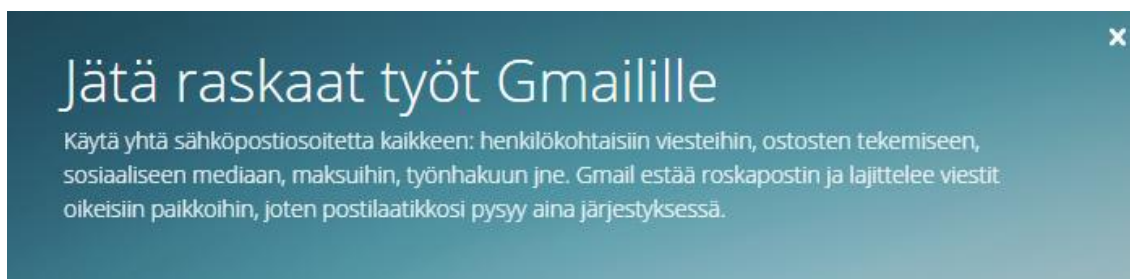 Jätä raskaat työt Gmailille
Käytä yhtä sähköpostiosoitetta kaikkeen: henkilökohtaisiin viesteihin, ostosten tekemiseen,
sosiaaliseen mediaan, maksuihin, työnhakuun jne. Gmail estää roskapostin ja lajittelee viestit
oikeisiin paikkoihin, joten postilaatikkosi pysyy aina järjestyksessä.